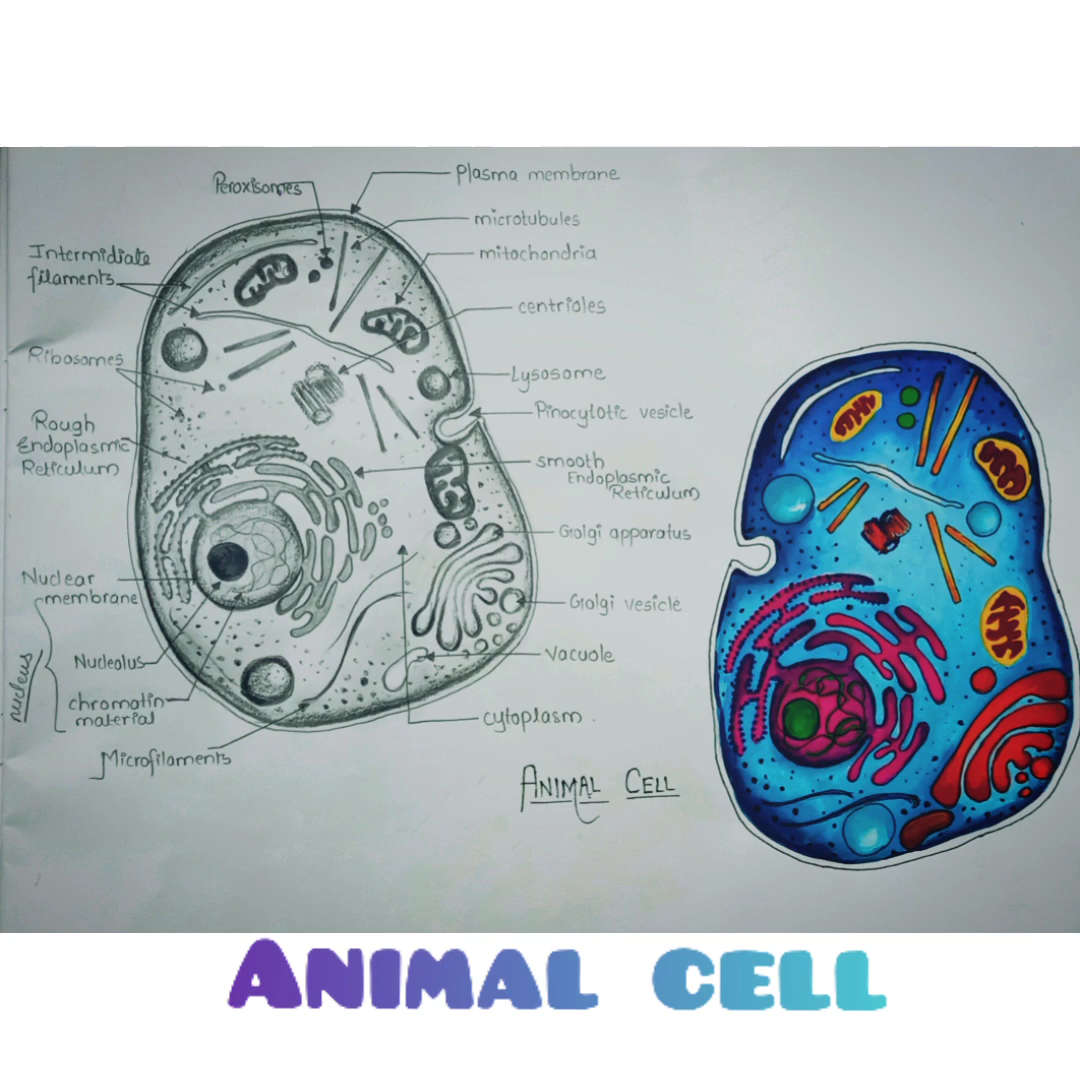 Peroxisomes
Plasma membrane
microtubules
mitochondria
Intermidiate
filaments
centrioles
Ribosomes
Lysosome
Pinocytotic vesicle
Rough
Endoplasmic
Reticulum
smooth
Endoplasmic
Reticulum
Golgi apparatus
Nuclear
membrane
Golgi vesicle
nucleus
Nucleolus
Vacuole
chromatin
material
cytoplasm.
Microfilaments
ANIMAL CELL
ANIMAL CELL